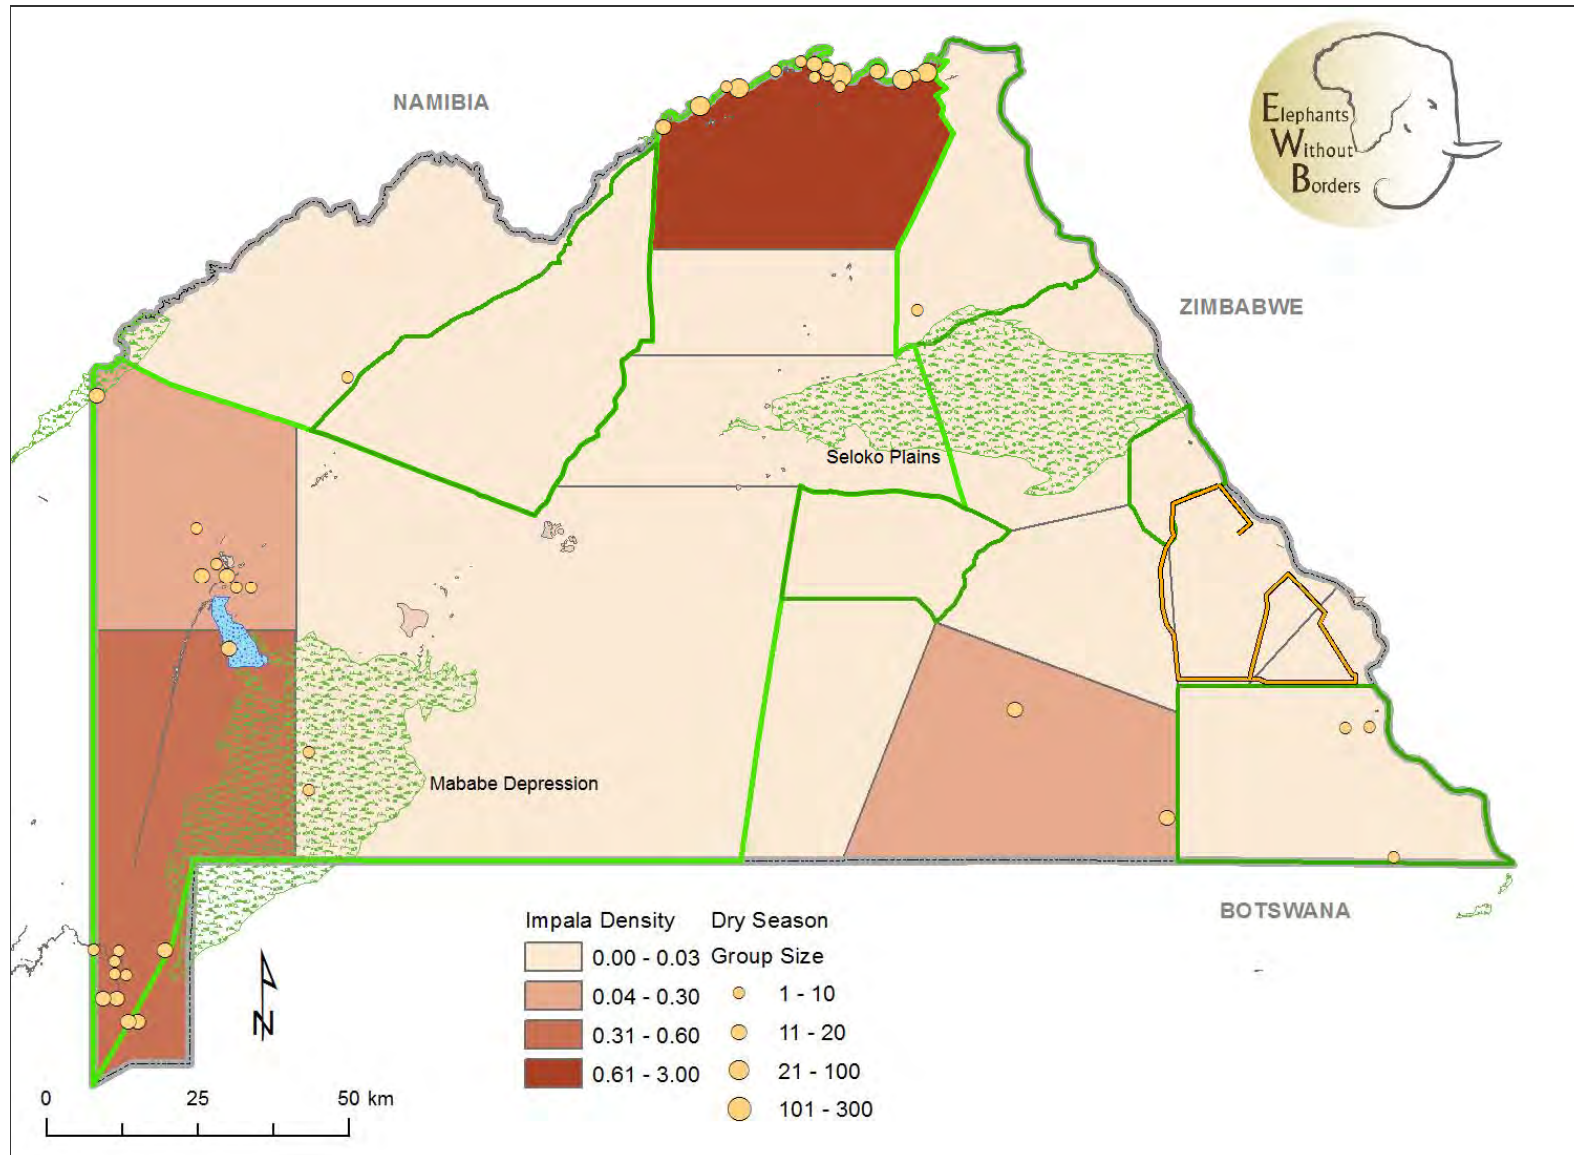 NAMIBIA
Elephants
Without
Borders
ZIMBABWE
Seloko Plains
Mababe Depression
BOTSWANA
Impala Density
0.00 - 0.03
0.04 - 0.30
0.31 - 0.60
0.61 - 3.00
Dry Season
Group Size
1 - 10
11 - 20
21 - 100
101 - 300
N
0 25 50 km